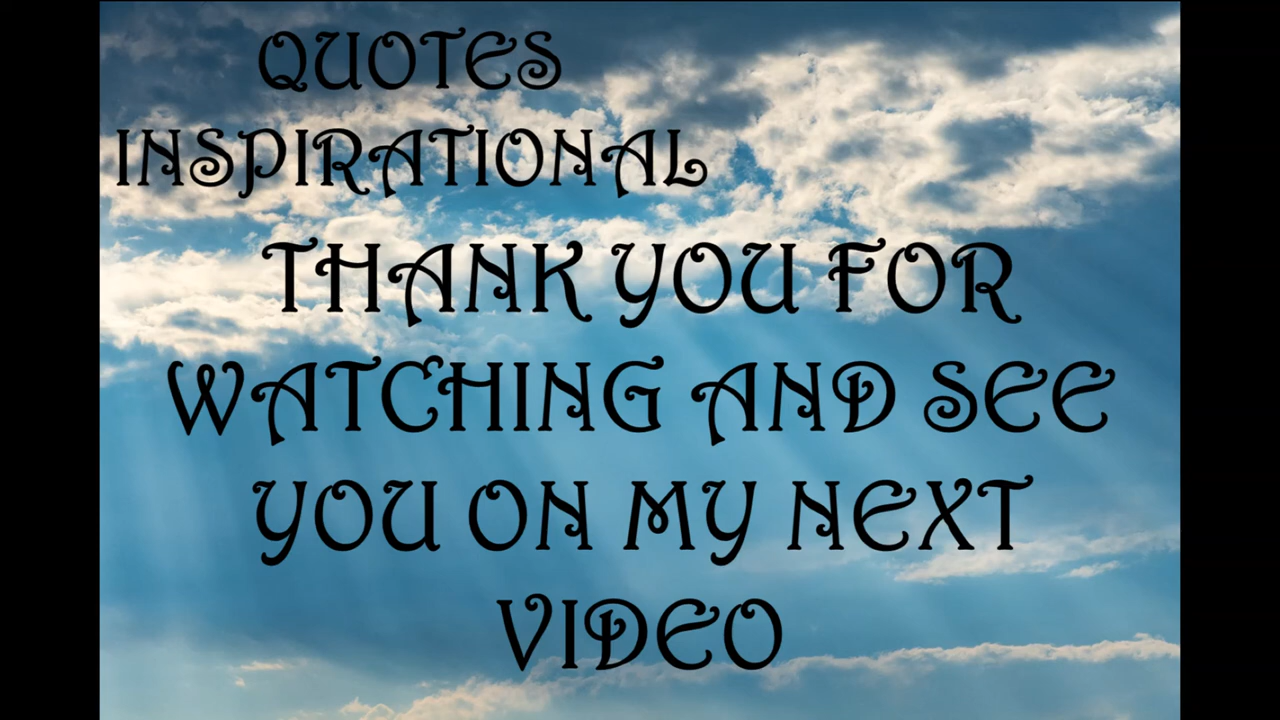 QUOTES
INSPIRATIONAL
THANK YOU FOR
WATCHING AND SEE
YOU ON MY NEXT
VIDEO